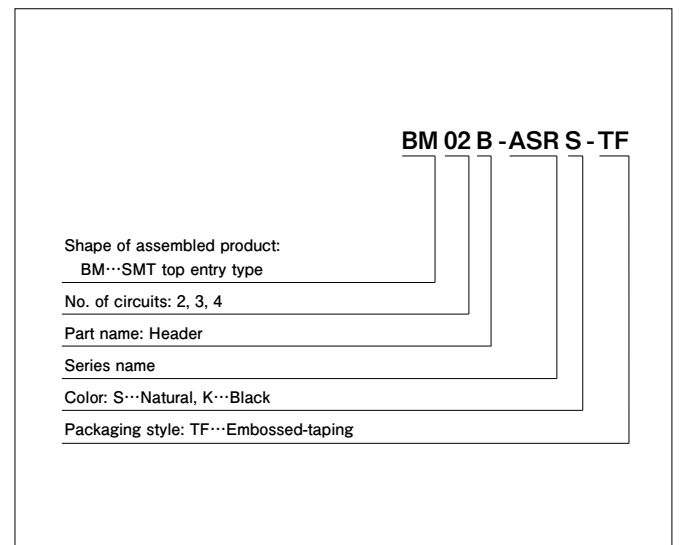 BM 02 B -ASR S - TF
Shape of assembled product:
BM···SMT top entry type
No. of circuits: 2, 3, 4
Part name: Header
Series name
Color: S···Natural, K···Black
Packaging style: TF···Embossed-taping